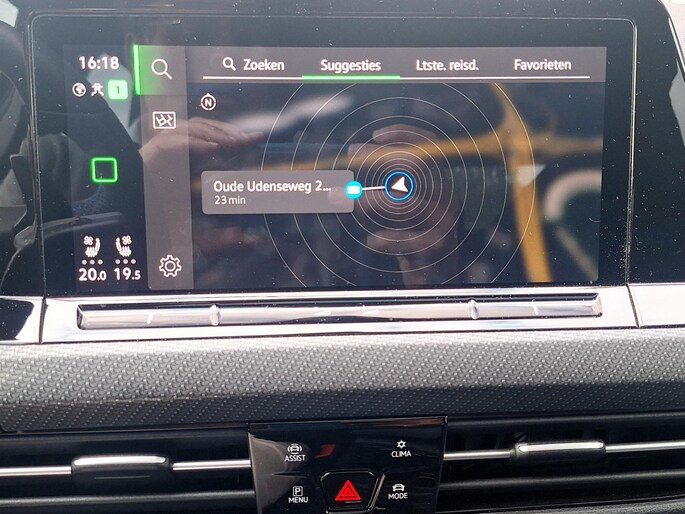 16:18
Zoeken
Suggesties
Ltste. reisd.
Favorieten
1
N
Oude Udenseweg 2...
23 min
20.0
19.5
ASSIST
CLIMA
P
MENU
MODE